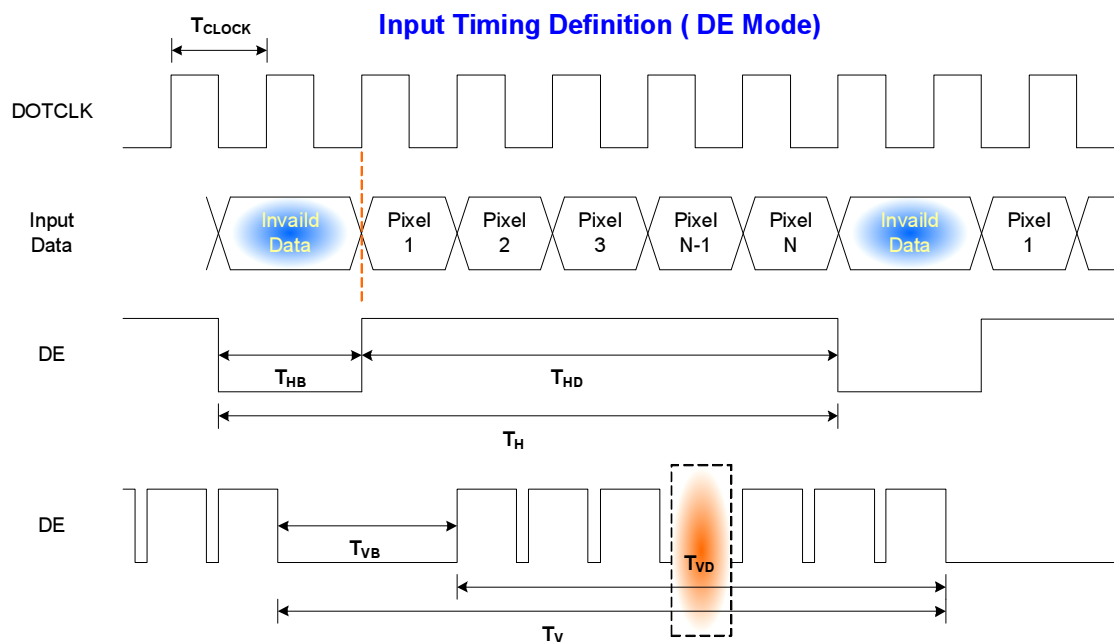 Input Timing Definition ( DE Mode)
TCLOCK
DOTCLK
Input
Data
Invaild
Data
Pixel
1
Pixel
2
Pixel
3
Pixel
N-1
Pixel
N
Invaild
Data
Pixel
1
DE
THB
THD
TH
DE
TVB
TVD
TV